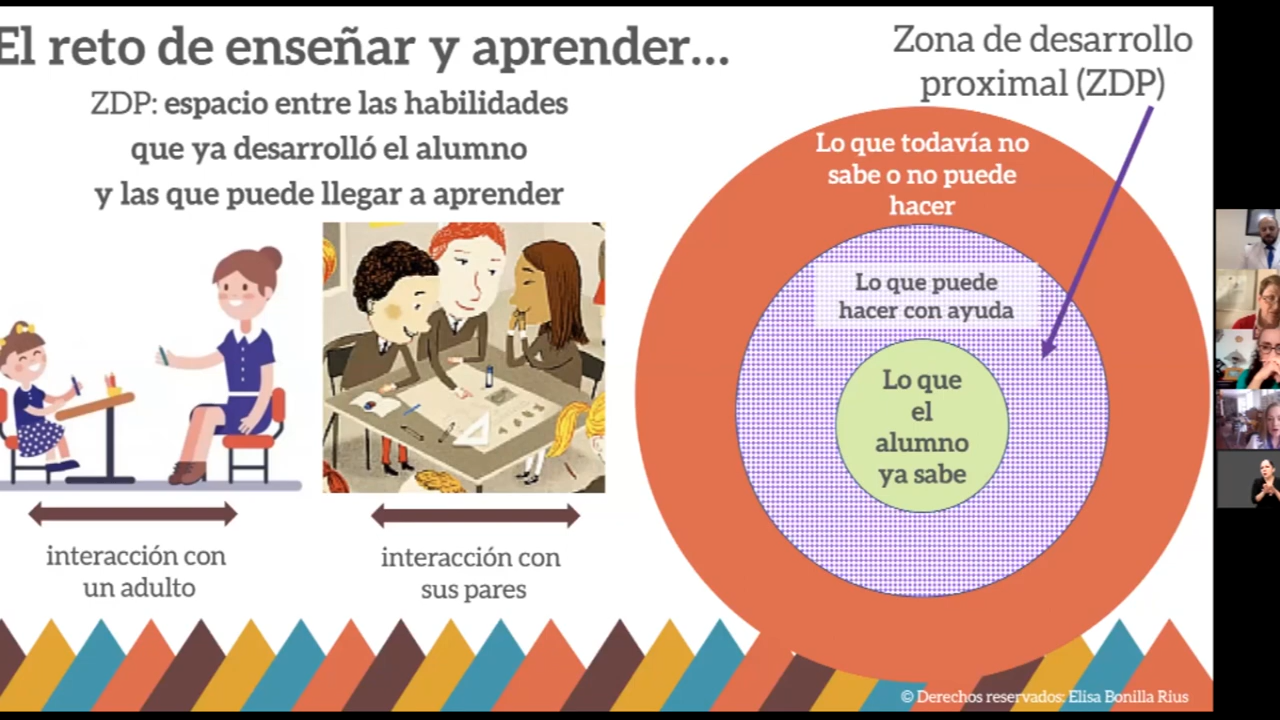 El reto de enseñar y aprender...
ZDP: espacio entre las habilidades
que ya desarrolló el alumno
y las que puede llegar a aprender
interacción con
un adulto
interacción con
sus pares
Zona de desarrollo
proximal (ZDP)
Lo que todavía no
sabe o no puede
hacer
Lo que puede
hacer con ayuda
Lo que
el
alumno
ya sabe
© Derechos reservados: Elisa Bonilla Rius